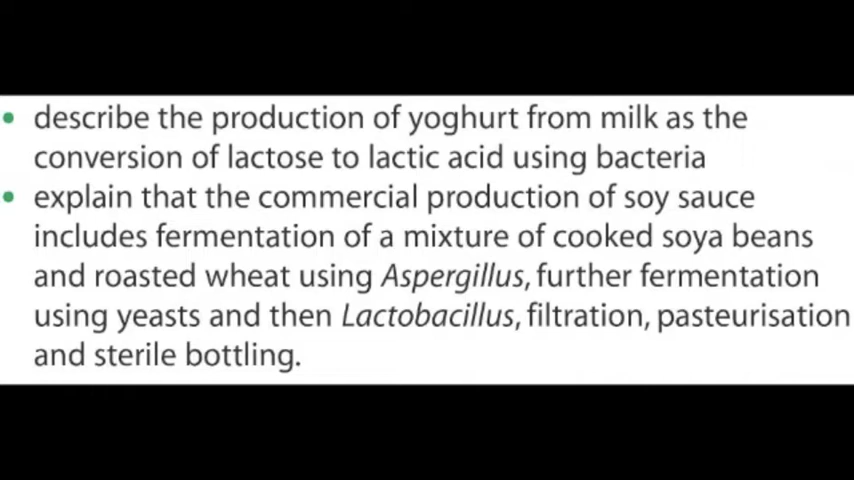 • describe the production of yoghurt from milk as the
conversion of lactose to lactic acid using bacteria
• explain that the commercial production of soy sauce
includes fermentation of a mixture of cooked soya beans
and roasted wheat using Aspergillus, further fermentation
using yeasts and then Lactobacillus, filtration, pasteurisation
and sterile bottling.